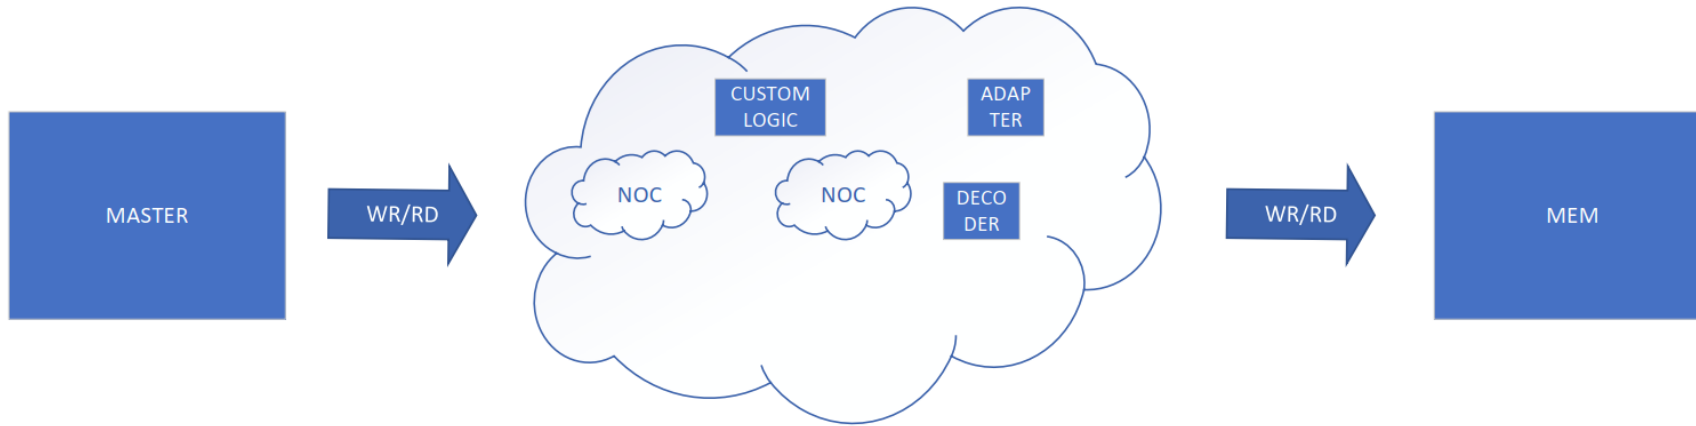 MASTER
WR/RD
CUSTOM
LOGIC
ADAP
TER
NOC
NOC
DECO
DER
WR/RD
MEM